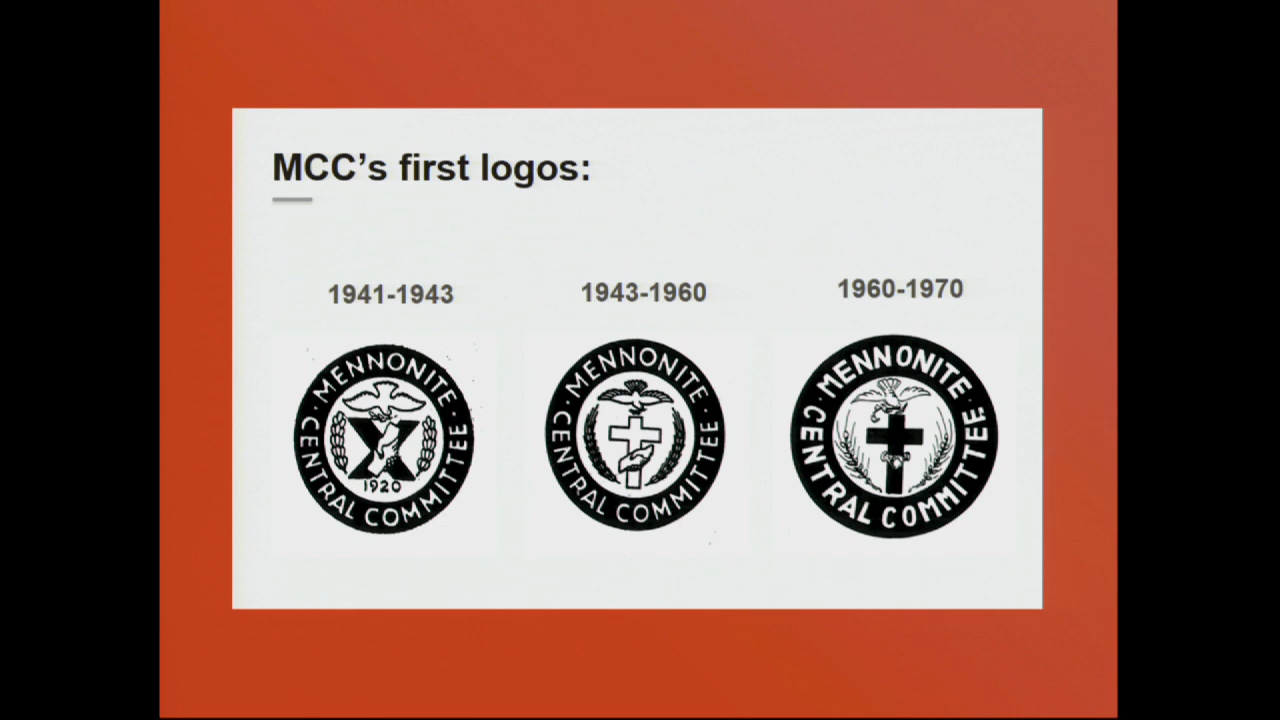 MCC’s first logos:
1941-1943
1943-1960
1960-1970
MENNONITE
· CENTRAL COMMITTEE ·
1920
MENNONITE
· CENTRAL COMMITTEE ·
MENNONITE
· CENTRAL COMMITTEE ·